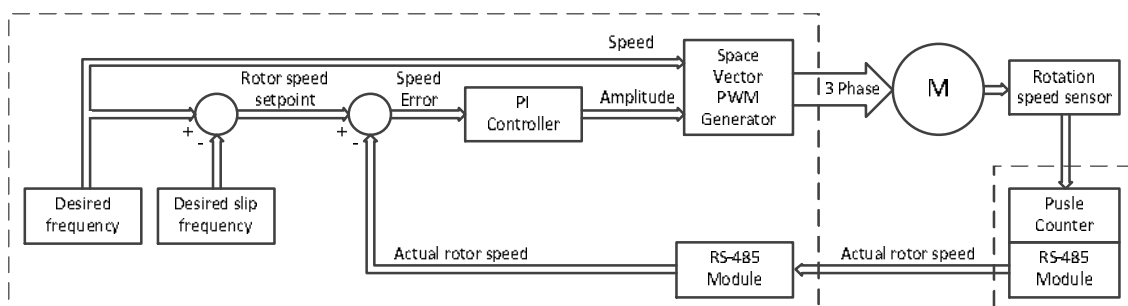 Speed
Space
Vector
PWM
Generator
3 Phase
M
Rotation
speed sensor
Rotor speed
setpoint
Speed
Error
PI
Controller
Amplitude
+
-
+
-
Desired
frequency
Desired slip
frequency
Pusle
Counter
Actual rotor speed
RS-485
Module
Actual rotor speed
RS-485
Module